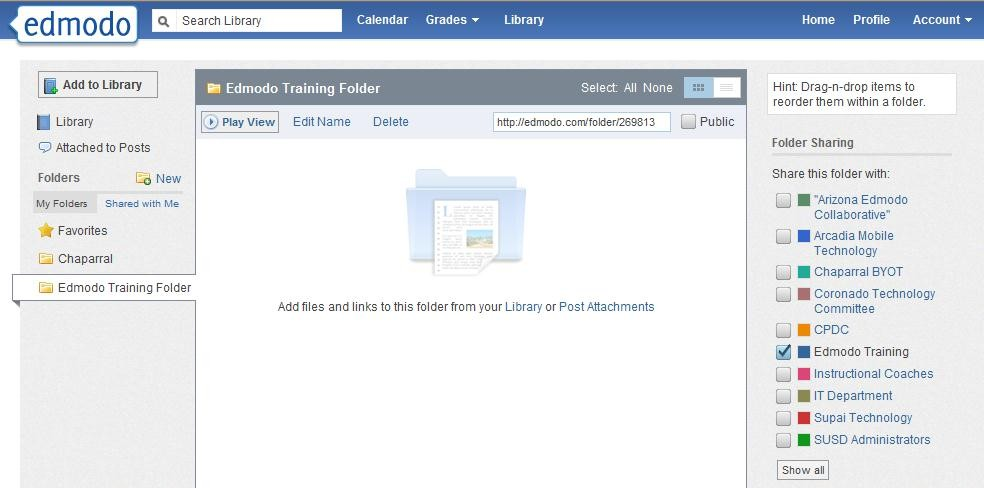 edmodo
Search Library
Calendar
Grades
Library
Home
Profile
Account
Add to Library
Library
Attached to Posts
Folders
New
My Folders
Shared with Me
Favorites
Chaparral
Edmodo Training Folder
Edmodo Training Folder
Select: All None
Play View
Edit Name
Delete
http://edmodo.com/folder/269813
Public
Add files and links to this folder from your Library or Post Attachments
Hint: Drag-n-drop items to
reorder them within a folder.
Folder Sharing
Share this folder with:
"Arizona Edmodo
Collaborative"
Arcadia Mobile
Technology
Chaparral BYOT
Coronado Technology
Committee
CPDC
Edmodo Training
Instructional Coaches
IT Department
Supai Technology
SUSD Administrators
Show all